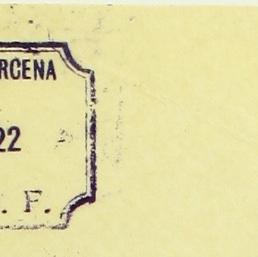 RCENA
22
. F.